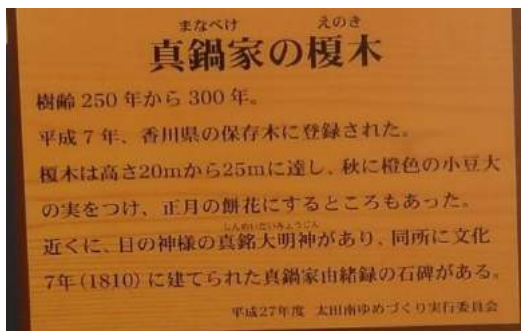 まなべけ えのき
真鍋家の榎木
樹齢 250 年から 300 年。
平成 7 年、香川県の保存木に登録された。
榎木は高さ20mから25mに達し、秋に橙色の小豆大
の実をつけ、正月の餅花にするところもあった。
しんめいだいみょうじん
近くに、目の神様の真銘大明神があり、同所に文化
7年(1810)に建てられた真鍋家由緒録の石碑がある。
平成27年度 太田南ゆめづくり実行委員会